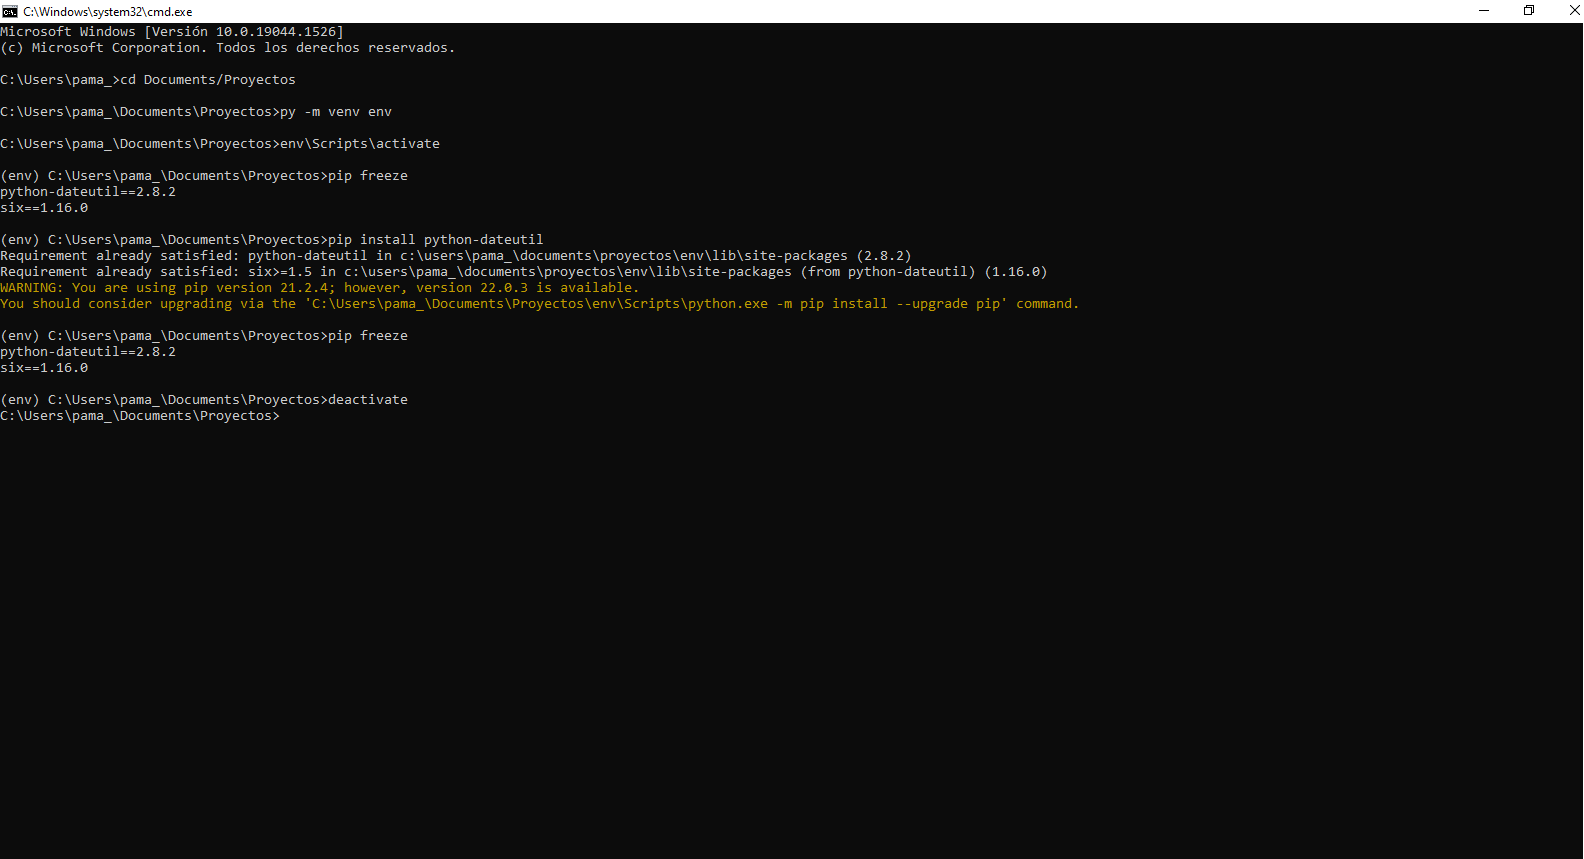 C:\Windows\system32\cmd.exe
Microsoft Windows [Versión 10.0.19044.1526]
(c) Microsoft Corporation. Todos los derechos reservados.
C:\Users\pama_>cd Documents/Proyectos
C:\Users\pama_\Documents\Proyectos>py -m venv env
C:\Users\pama_\Documents\Proyectos>env\Scripts\activate
(env) C:\Users\pama_\Documents\Proyectos>pip freeze
python-dateutil==2.8.2
six==1.16.0
(env) C:\Users\pama_\Documents\Proyectos>pip install python-dateutil
Requirement already satisfied: python-dateutil in c:\users\pama_\documents\proyectos\env\lib\site-packages (2.8.2)
Requirement already satisfied: six>=1.5 in c:\users\pama_\documents\proyectos\env\lib\site-packages (from python-dateutil) (1.16.0)
WARNING: You are using pip version 21.2.4; however, version 22.0.3 is available.
You should consider upgrading via the 'C:\Users\pama_\Documents\Proyectos\env\Scripts\python.exe -m pip install --upgrade pip' command.
(env) C:\Users\pama_\Documents\Proyectos>pip freeze
python-dateutil==2.8.2
six==1.16.0
(env) C:\Users\pama_\Documents\Proyectos>deactivate
C:\Users\pama_\Documents\Proyectos>